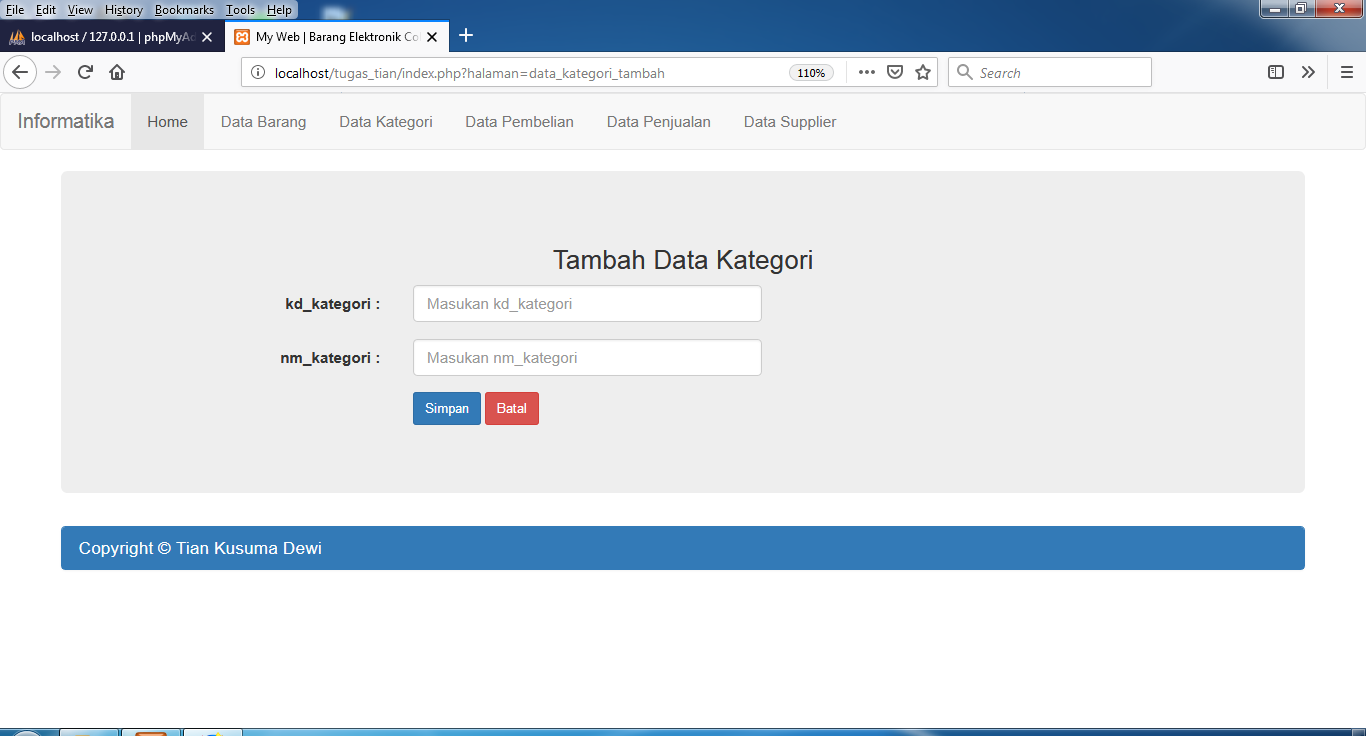 File Edit View History Bookmarks Tools Help
localhost / 127.0.0.1 | phpMyAd
My Web | Barang Elektronik Co
localhost/tugas_tian/index.php?halaman=data_kategori_tambah 110% Search
Informatika Home Data Barang Data Kategori Data Pembelian Data Penjualan Data Supplier
Tambah Data Kategori
kd_kategori : Masukan kd_kategori
nm_kategori : Masukan nm_kategori
Simpan Batal
Copyright © Tian Kusuma Dewi